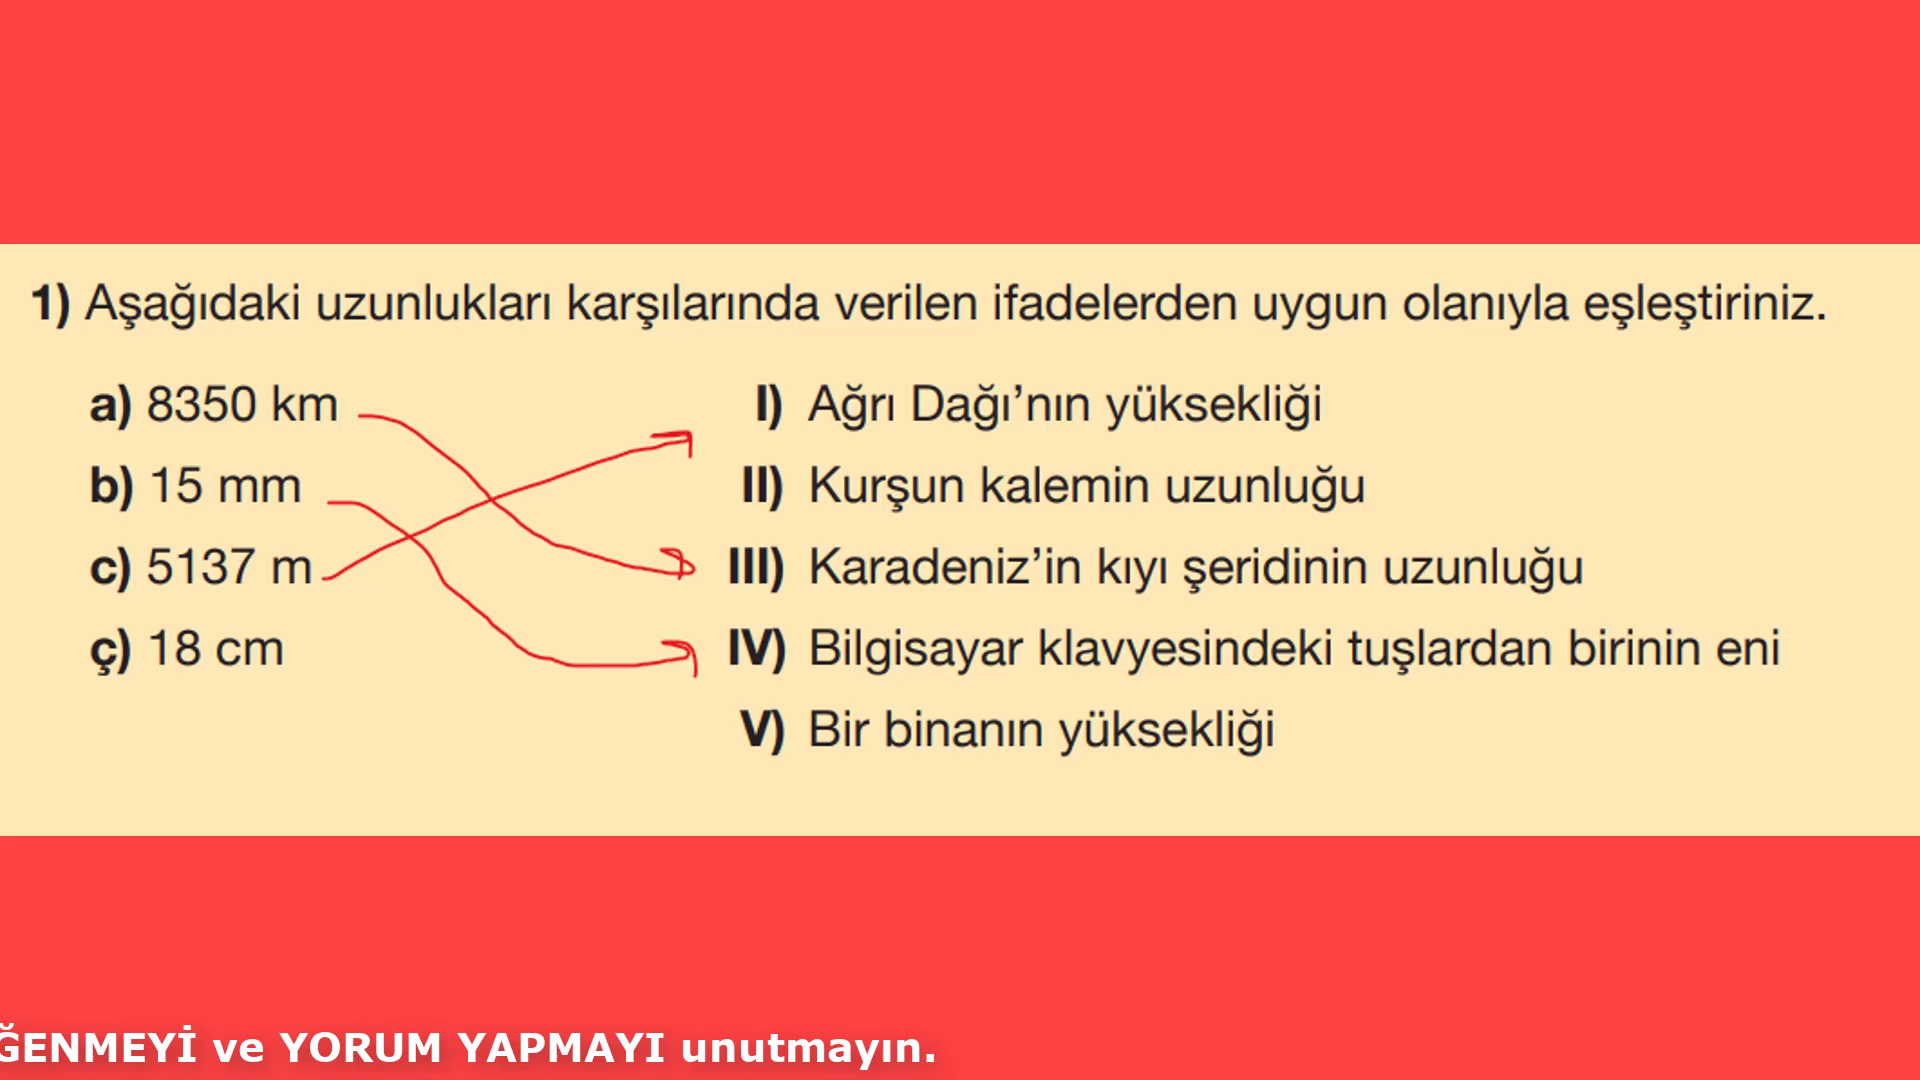 1) Aşağıdaki uzunlukları karşılarında verilen ifadelerden uygun olanıyla eşleştiriniz.
a) 8350 km I) Ağrı Dağı’nın yüksekliği
b) 15 mm II) Kurşun kalemin uzunluğu
c) 5137 m III) Karadeniz’in kıyı şeridinin uzunluğu
ç) 18 cm IV) Bilgisayar klavyesindeki tuşlardan birinin eni
V) Bir binanın yüksekliği
ĞENMEYİ ve YORUM YAPMAYI unutmayın.